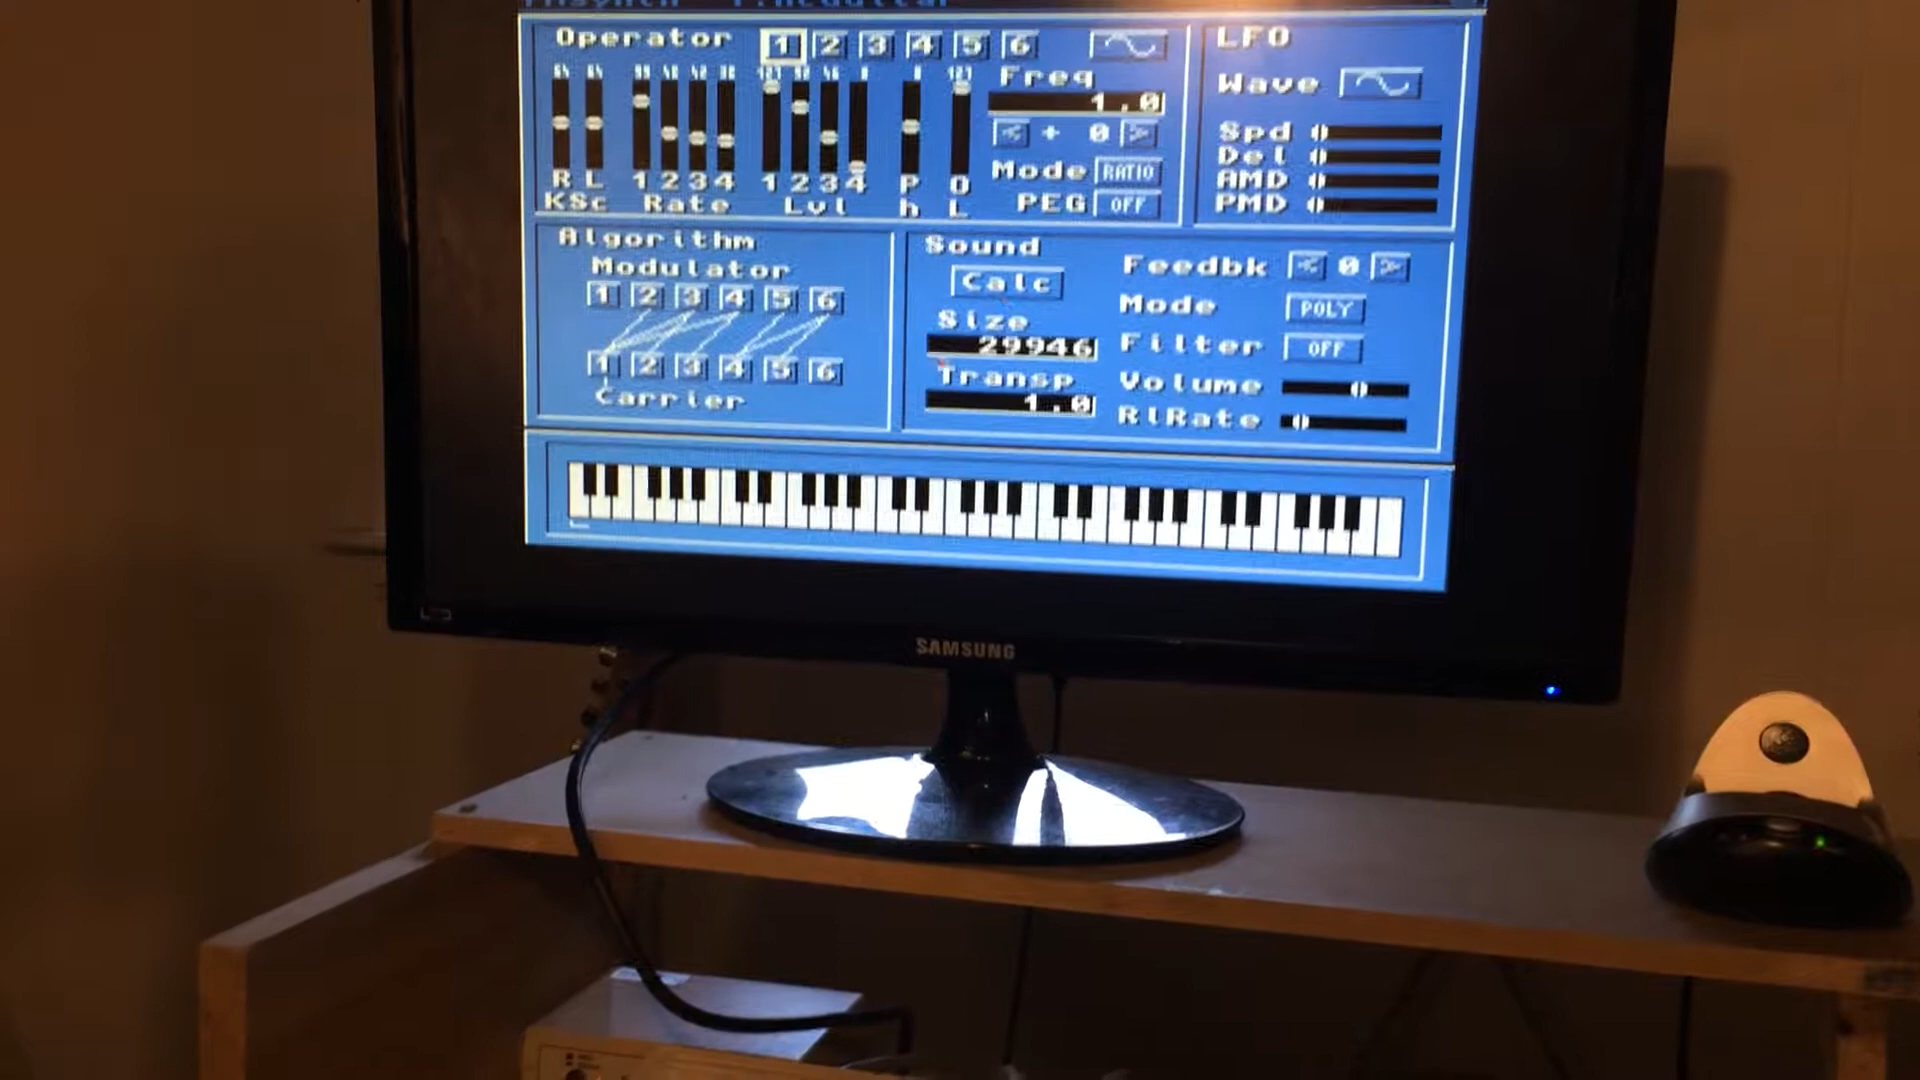 FMsynth
Operator 1 2 3 4 5 6
Freq
1.0
< + 0 >
Mode RATIO
PEG OFF
R L 1 2 3 4 1 2 3 4 P O
KSc Rate Lvl h L
LFO
Wave
Spd
Del
AMD
PMD
Algorithm
Modulator
1 2 3 4 5 6
1 2 3 4 5 6
Carrier
Sound
Calc
Size
29946
Transp
1.0
Feedbk < 0 >
Mode POLY
Filter OFF
Volume
RlRate
SAMSUNG